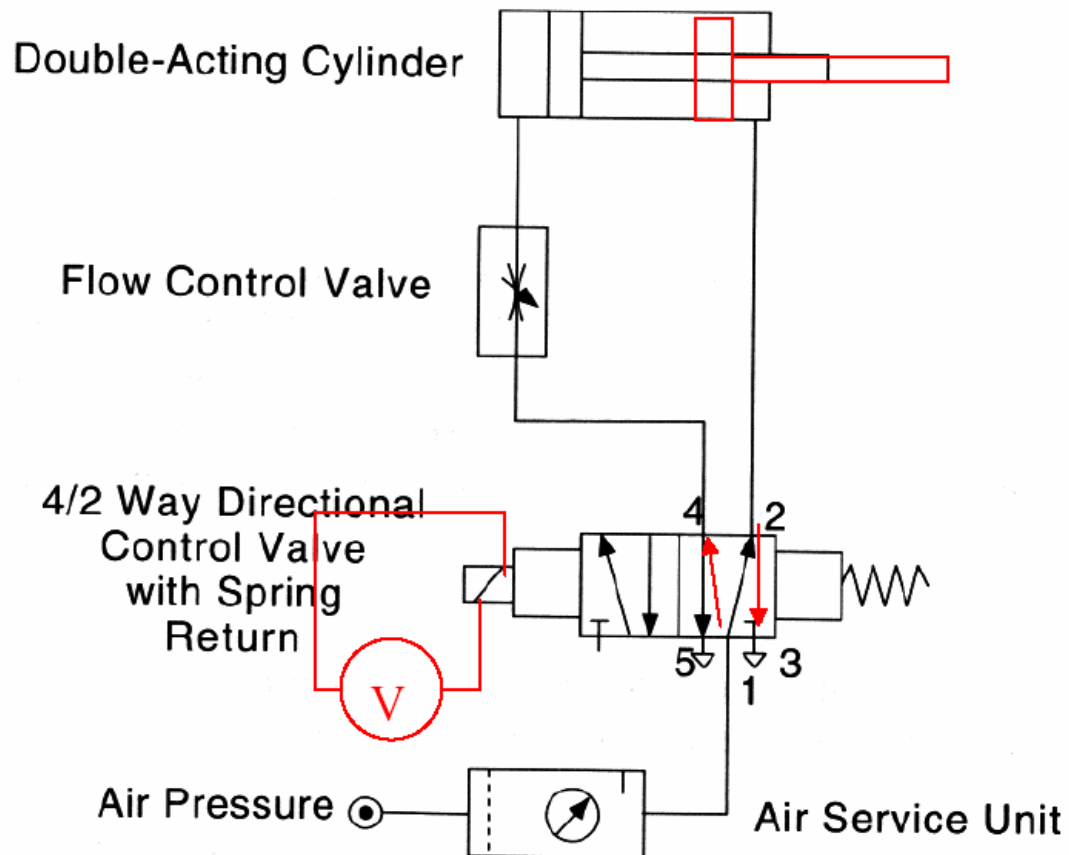 Double-Acting Cylinder
Flow Control Valve
4/2 Way Directional
Control Valve
with Spring
Return
4
2
5
3
1
V
Air Pressure
Air Service Unit